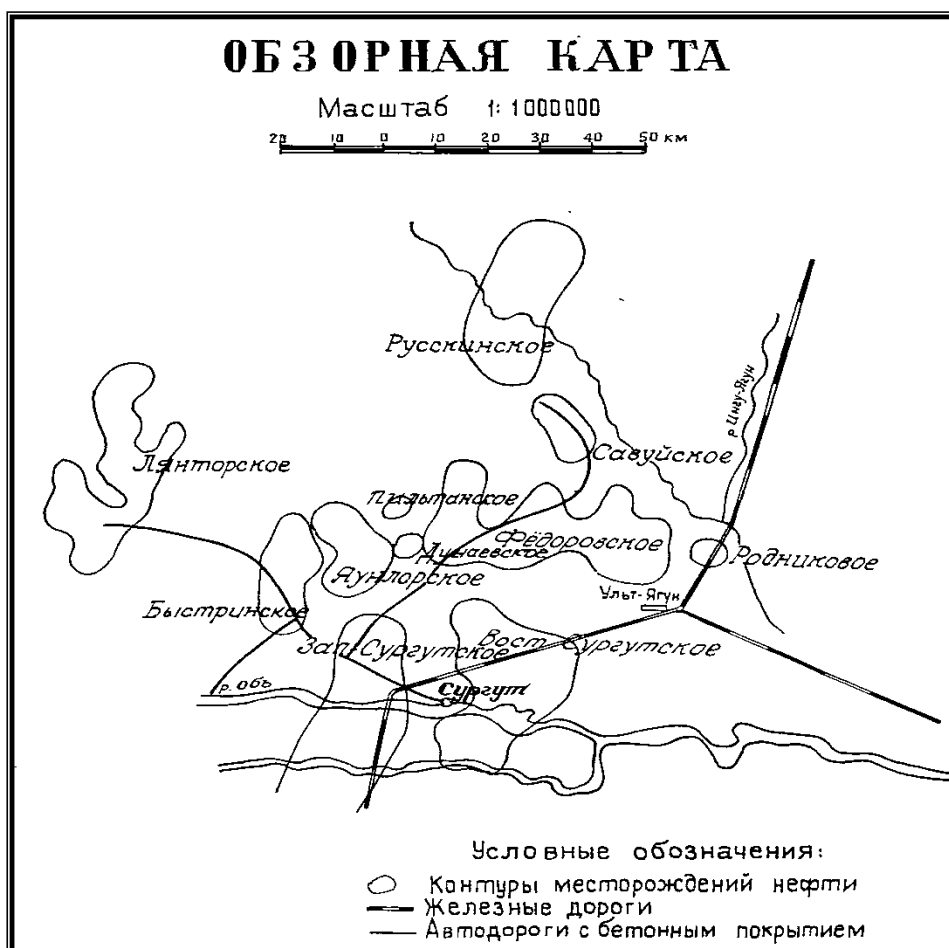 ОБЗОРНАЯ КАРТА
Масштаб 1:1000000
20 10 0 10 20 30 40 50 км
Русскинское
р. Ингу-Ягун
Савуйское
Лянторское
Пильтанское
Фёдоровское
Дунаевское
Родниковое
Яунлорское
Ульт-Ягун
Быстринское
Зап-Сургутское
Вост Сургутское
р. Обь
Сургут
Условные обозначения:
Контуры месторождений нефти
Железные дороги
Автодороги с бетонным покрытием